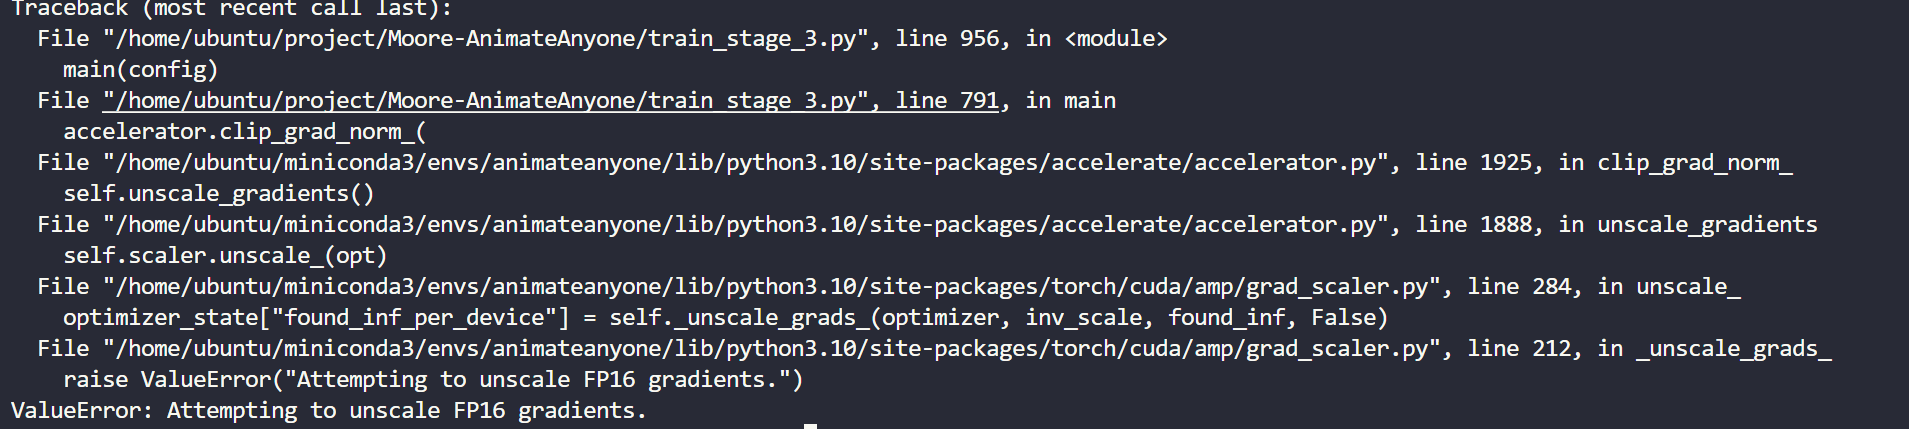 Traceback (most recent call last):
  File "/home/ubuntu/project/Moore-AnimateAnyone/train_stage_3.py", line 956, in <module>
    main(config)
  File "/home/ubuntu/project/Moore-AnimateAnyone/train_stage_3.py", line 791, in main
    accelerator.clip_grad_norm_(
  File "/home/ubuntu/miniconda3/envs/animateanyone/lib/python3.10/site-packages/accelerate/accelerator.py", line 1925, in clip_grad_norm_
    self.unscale_gradients()
  File "/home/ubuntu/miniconda3/envs/animateanyone/lib/python3.10/site-packages/accelerate/accelerator.py", line 1888, in unscale_gradients
    self.scaler.unscale_(opt)
  File "/home/ubuntu/miniconda3/envs/animateanyone/lib/python3.10/site-packages/torch/cuda/amp/grad_scaler.py", line 284, in unscale_
    optimizer_state["found_inf_per_device"] = self._unscale_grads_(optimizer, inv_scale, found_inf, False)
  File "/home/ubuntu/miniconda3/envs/animateanyone/lib/python3.10/site-packages/torch/cuda/amp/grad_scaler.py", line 212, in _unscale_grads_
    raise ValueError("Attempting to unscale FP16 gradients.")
ValueError: Attempting to unscale FP16 gradients.